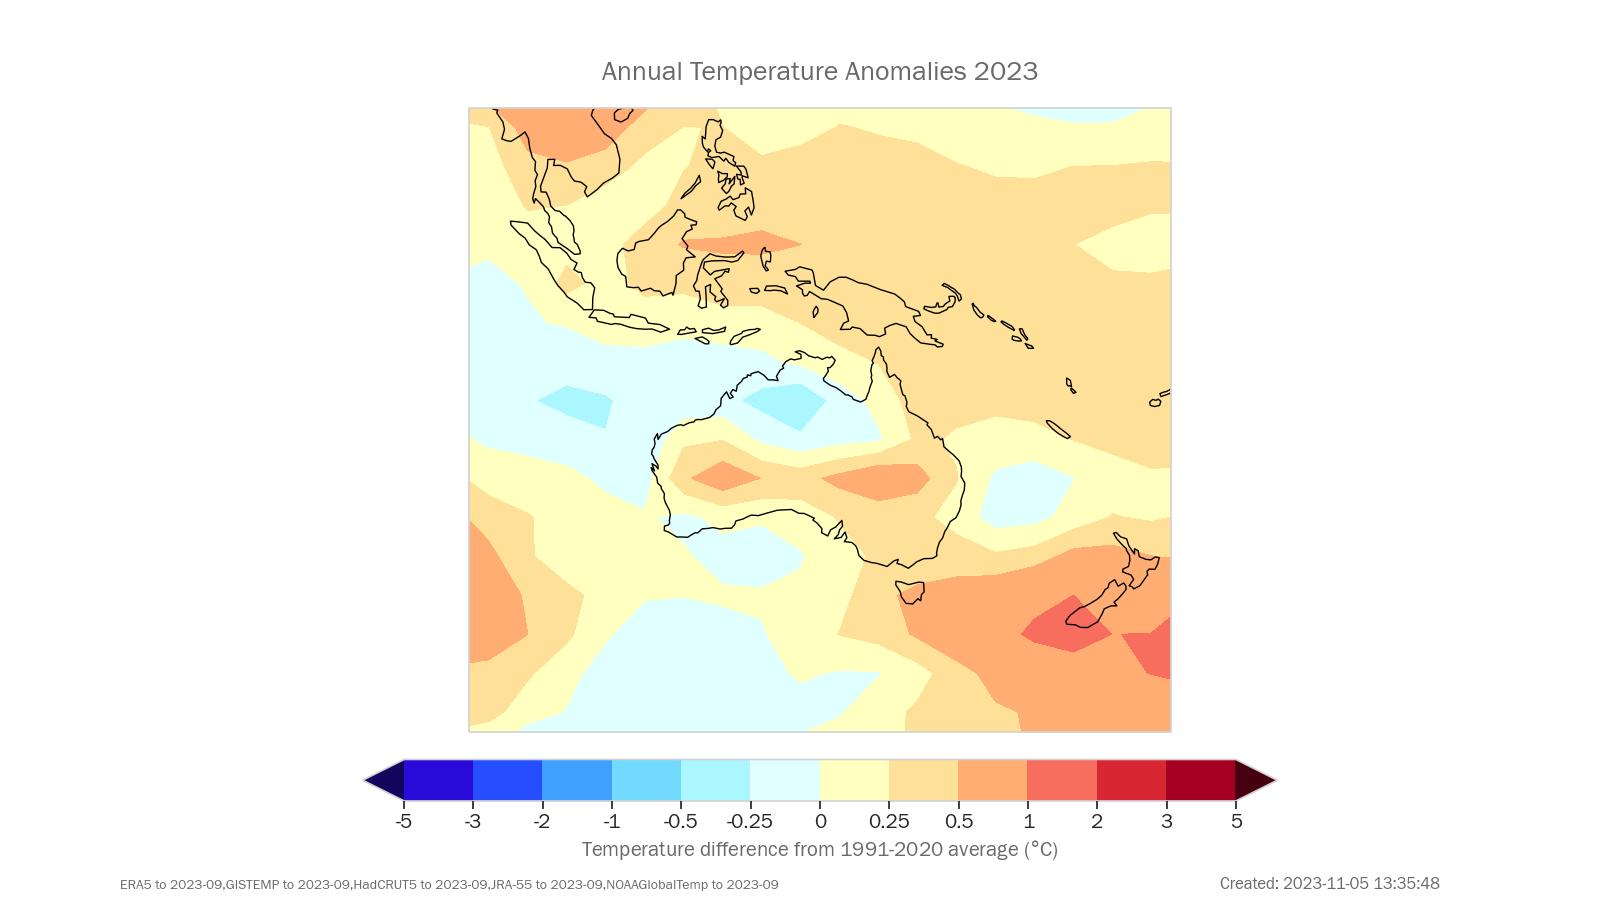 Annual Temperature Anomalies 2023
-5 -3 -2 -1 -0.5 -0.25 0 0.25 0.5 1 2 3 5
Temperature difference from 1991-2020 average (°C)
ERA5 to 2023-09,GISTEMP to 2023-09,HadCRUT5 to 2023-09,JRA-55 to 2023-09,NOAAGlobalTemp to 2023-09
Created: 2023-11-05 13:35:48